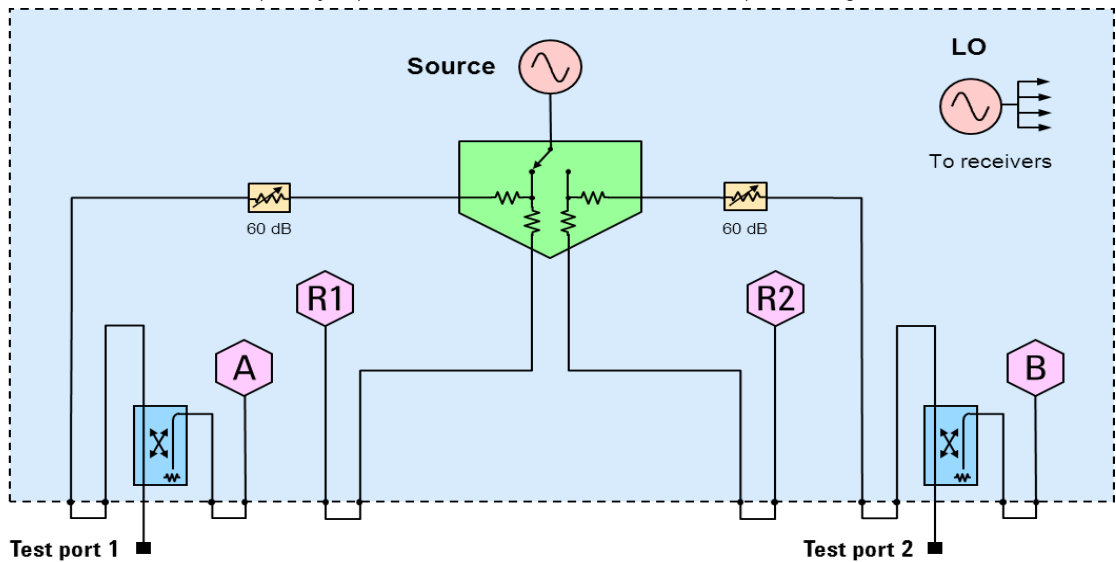 Source
LO
To receivers
60 dB
60 dB
R1
R2
A
B
Test port 1
Test port 2